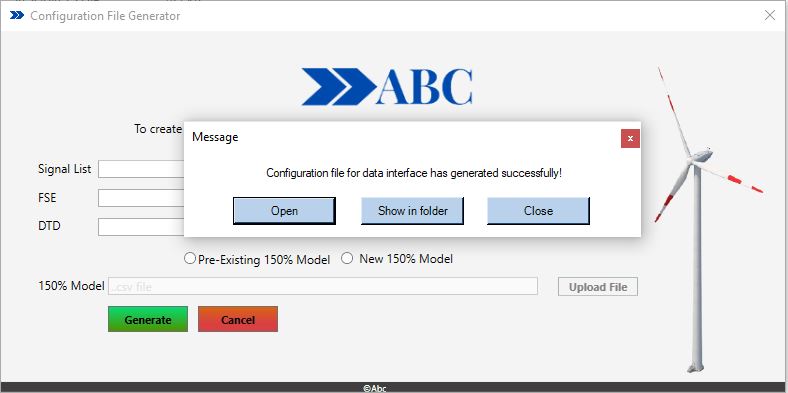 Configuration File Generator
ABC
To create
Message
x
Configuration file for data interface has generated successfully!
Open
Show in folder
Close
Signal List
FSE
DTD
Pre-Existing 150% Model
New 150% Model
150% Model
..csv file
Upload File
Generate
Cancel
©Abc